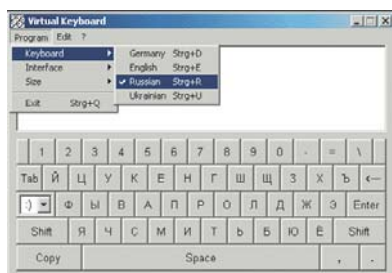 Virtual Keyboard
Program Edit ?
Keyboard
Interface
Size
Exit Strg+Q
Germany Strg+D
English Strg+E
Russian Strg+R
Ukrainian Strg+U
1 2 3 4 5 6 7 8 9 0 - = \
Tab Й Ц У К Е Н Г Ш Щ З Х Ъ ←
:) Ф Ы В А П Р О Л Д Ж Э Enter
Shift Я Ч С М И Т Ь Б Ю Ё Shift
Copy Space , .